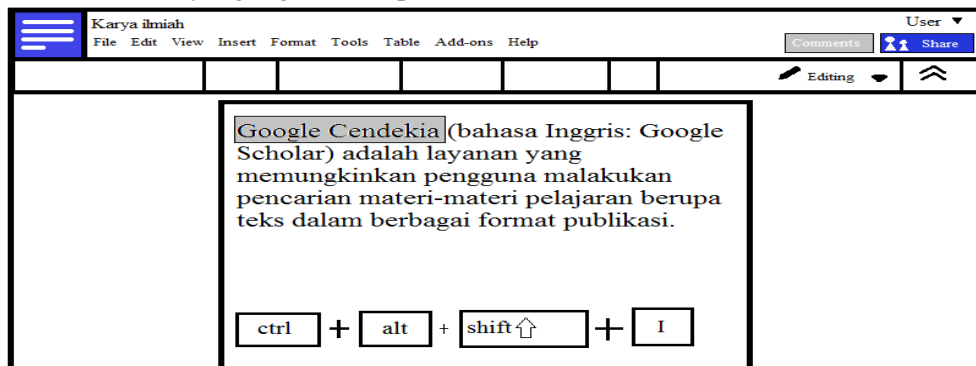 Karya ilmiah
User ▼
File Edit View Insert Format Tools Table Add-ons Help
Comments
Share
Editing
Google Cendekia (bahasa Inggris: Google
Scholar) adalah layanan yang
memungkinkan pengguna malakukan
pencarian materi-materi pelajaran berupa
teks dalam berbagai format publikasi.
ctrl + alt + shift + I